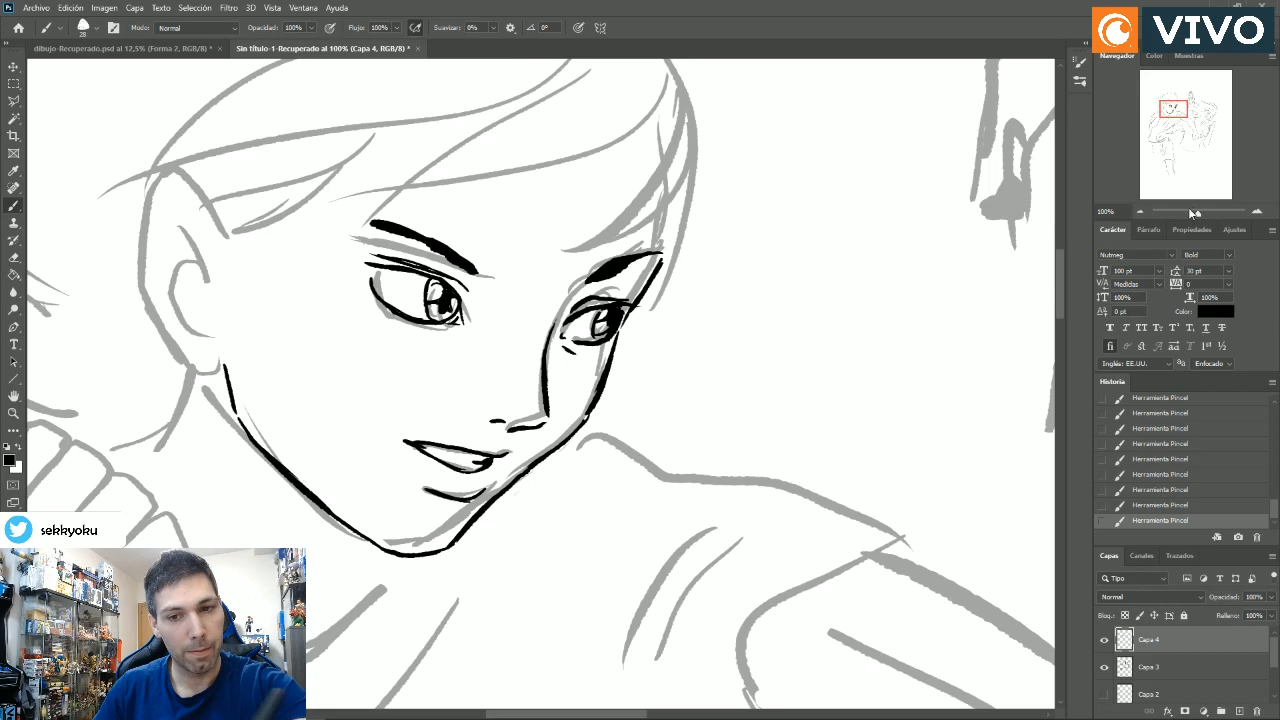 Archivo Edición Imagen Capa Texto Selección Filtro 3D Vista Ventana Ayuda
VIVO
28 Modo: Normal Opacidad: 100% Flujo: 100% Suavizar: 0% 0°
dibujo-Recuperado.psd al 12,5% (Forma 2, RGB/8) * × Sin título-1-Recuperado al 100% (Capa 4, RGB/8) * ×
Navegador Color Muestras
100%
Carácter Párrafo Propiedades Ajustes
Nutmeg Bold
100 pt 30 pt
Medidas 0
100% 100%
0 pt Color:
Inglés: EE.UU. Enfocado
Historia
Herramienta Pincel
Herramienta Pincel
Herramienta Pincel
Herramienta Pincel
Herramienta Pincel
Herramienta Pincel
Herramienta Pincel
Herramienta Pincel
Herramienta Pincel
Capas Canales Trazados
Tipo
Normal Opacidad: 100%
Bloq.: Relleno: 100%
Capa 4
Capa 3
Capa 2
sekkyoku